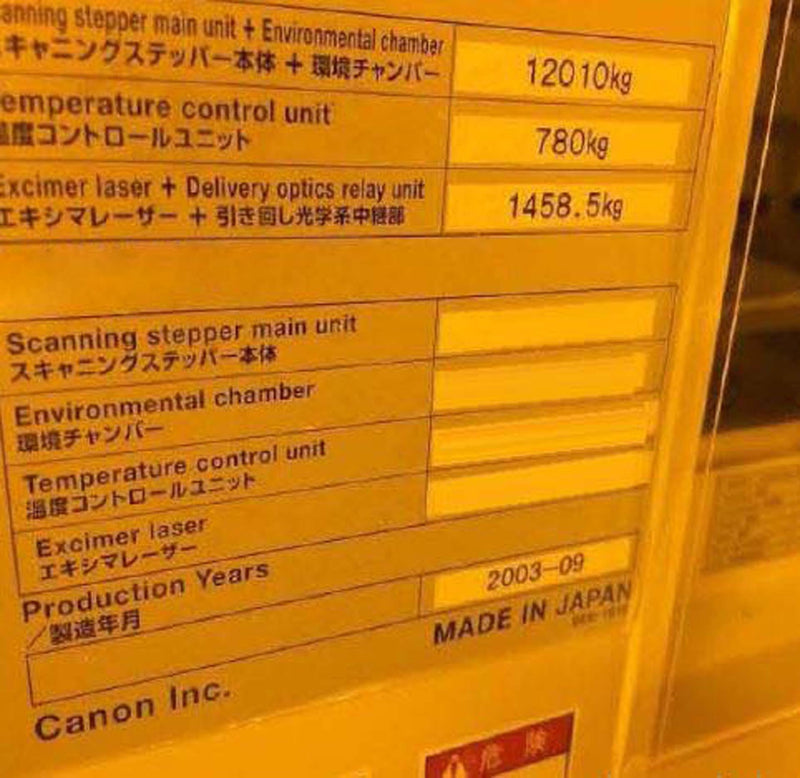 anning stepper main unit + Environmental chamber
スキャニングステッパー本体 + 環境チャンバー
12010kg
emperature control unit
温度コントロールユニット
780kg
Excimer laser + Delivery optics relay unit
エキシマレーザー + 引き回し光学系中継部
1458.5kg
Scanning stepper main unit
スキャニングステッパー本体
Environmental chamber
環境チャンバー
Temperature control unit
温度コントロールユニット
Excimer laser
エキシマレーザー
Production Years
/製造年月
2003-09
MADE IN JAPAN
Canon Inc.
危険